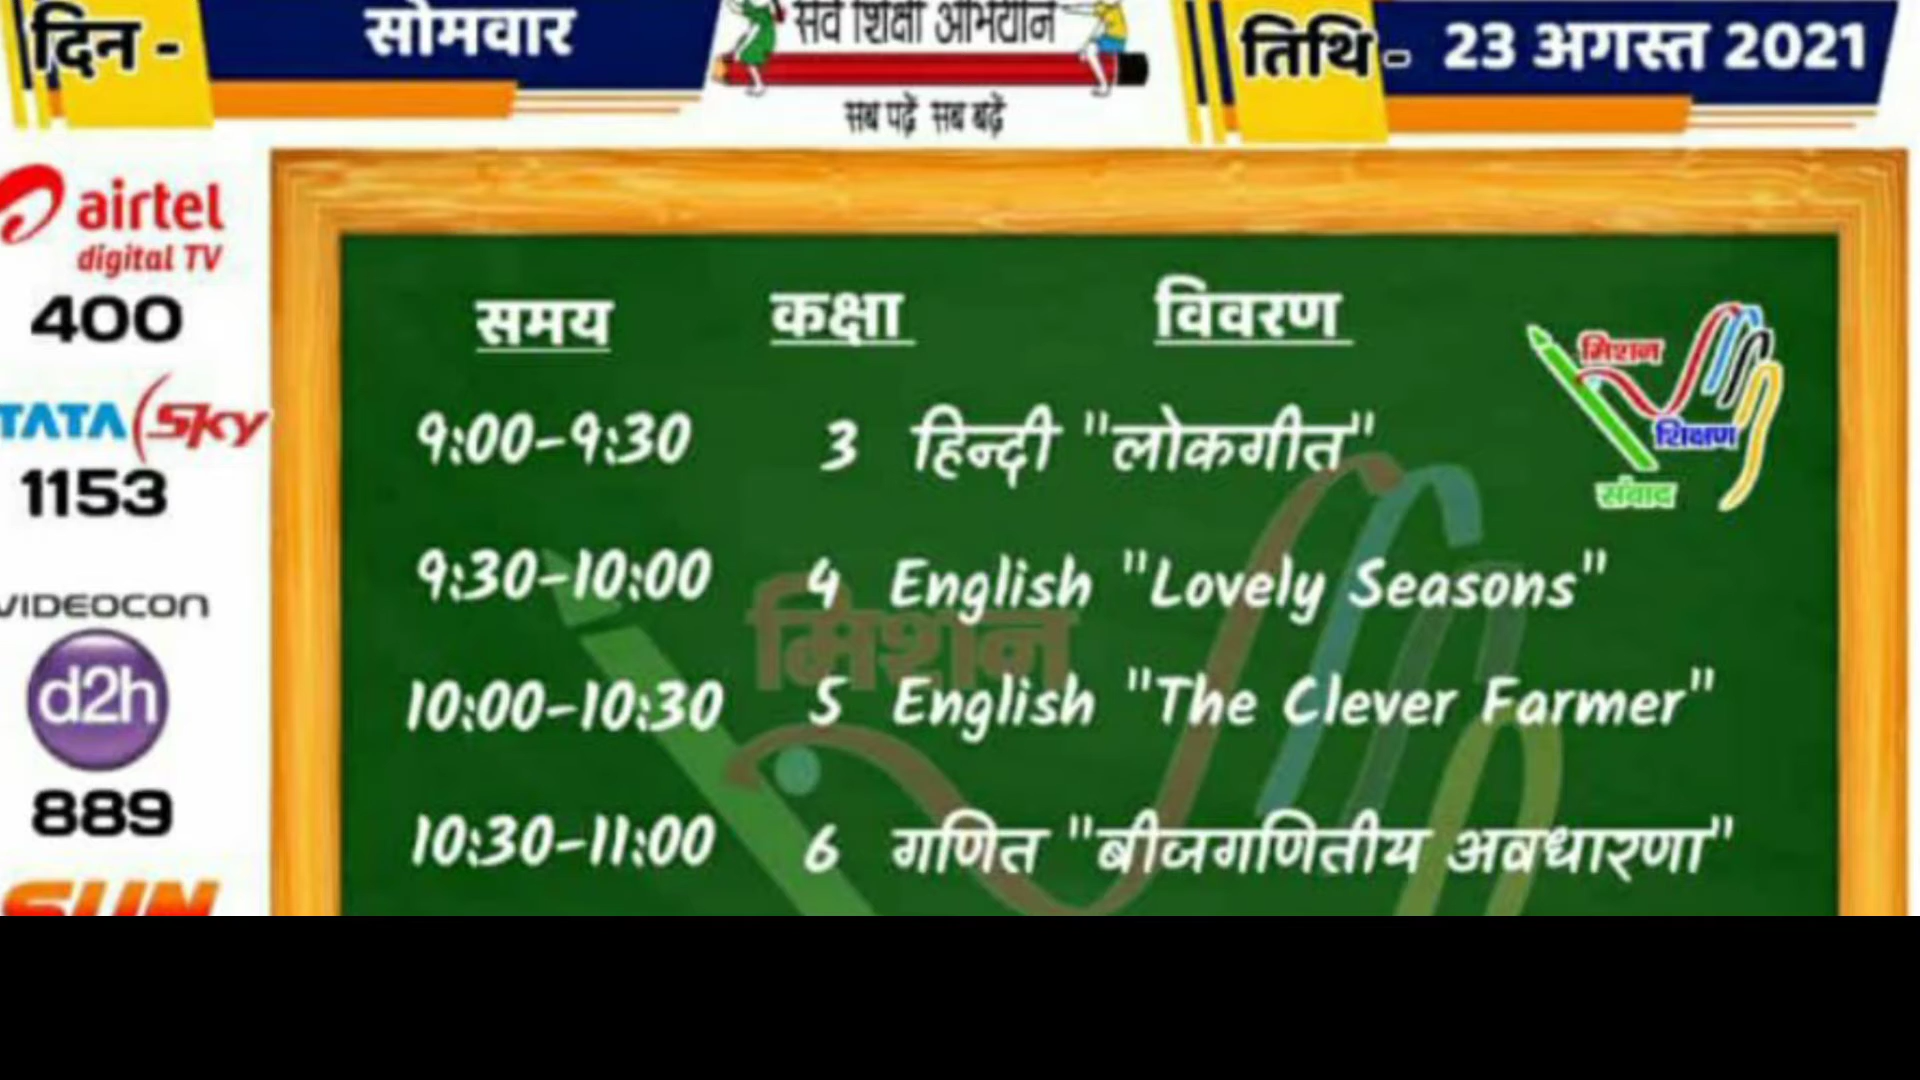 दिन -
सोमवार
सर्व शिक्षा अभियान
सब पढ़ें सब बढ़ें
तिथि - 23 अगस्त 2021
airtel
digital TV
400
TATA Sky
1153
VIDEOCON
d2h
889
SUN
समय कक्षा विवरण
9:00-9:30 3 हिन्दी "लोकगीत"
9:30-10:00 4 English "Lovely Seasons"
10:00-10:30 5 English "The Clever Farmer"
10:30-11:00 6 गणित "बीजगणितीय अवधारणा"
मिशन
शिक्षण
संवाद
मिशन